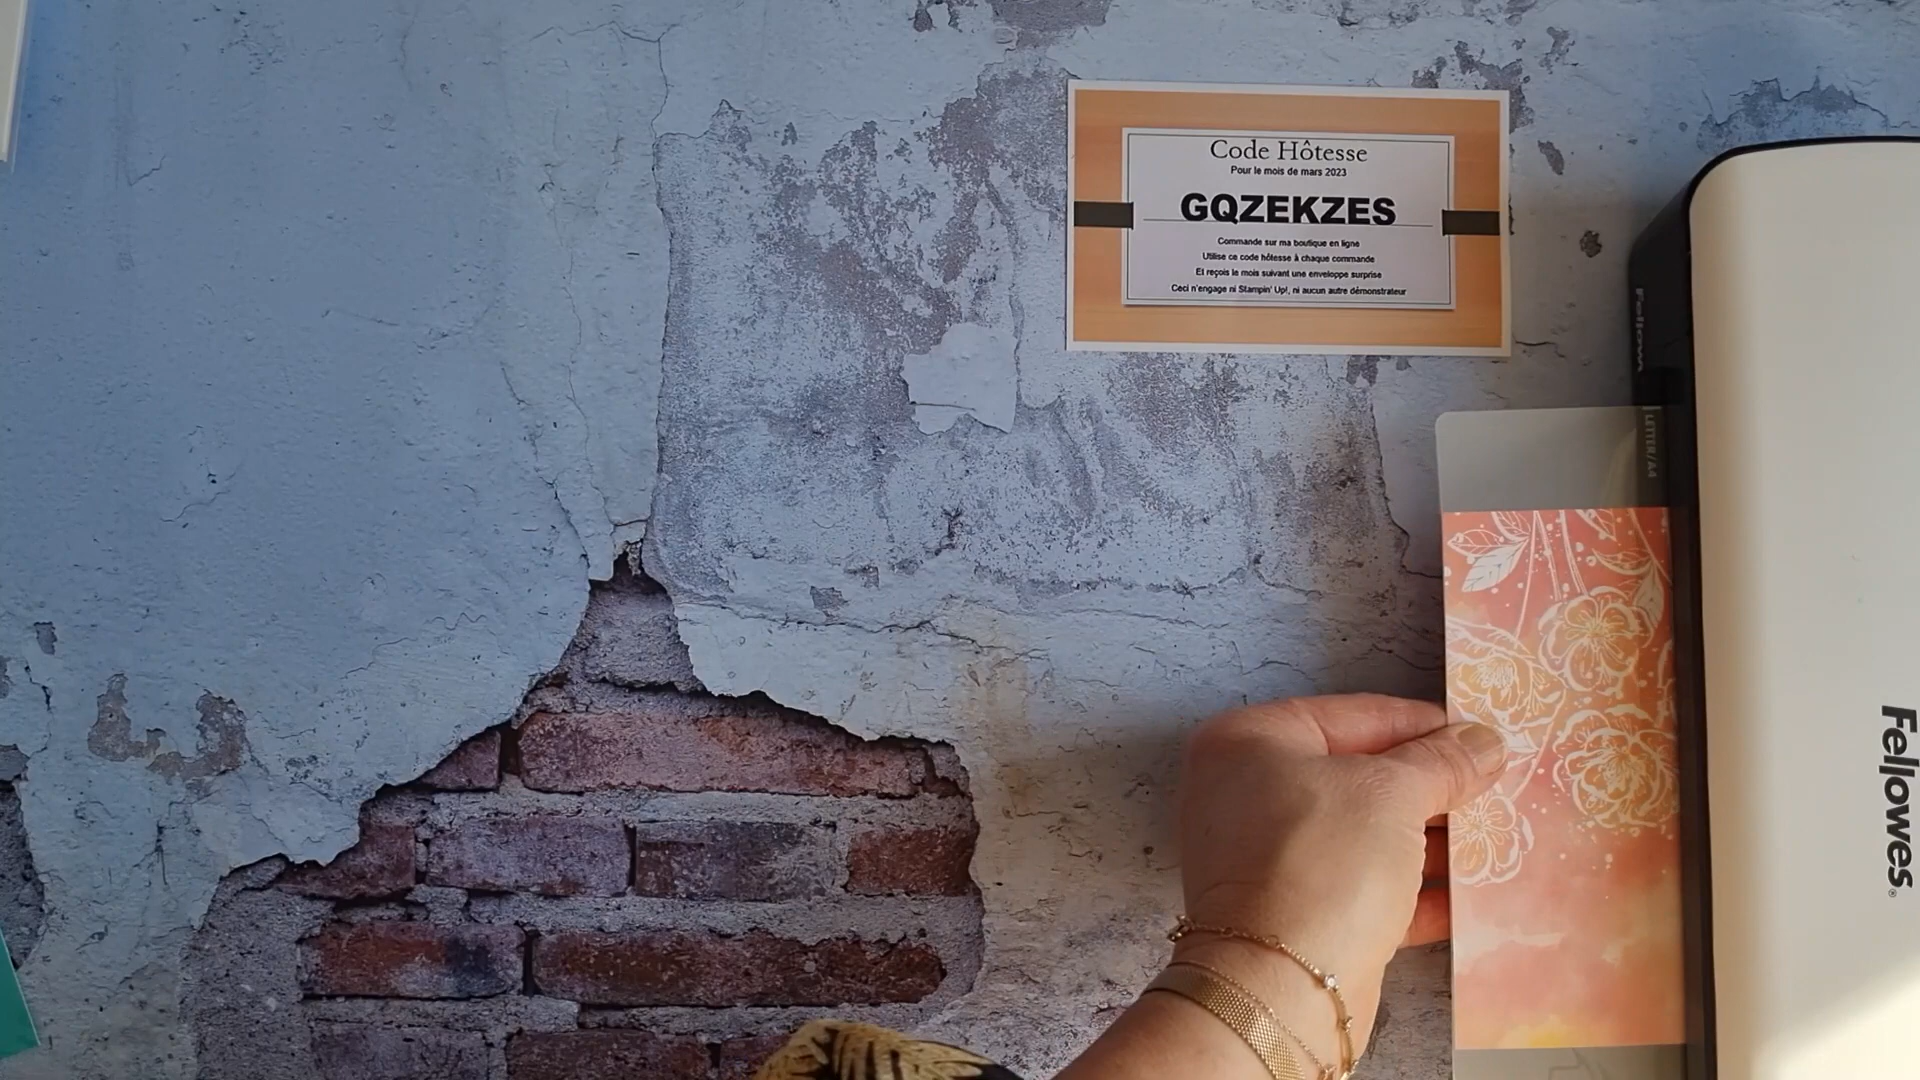 Code Hôtesse
Pour le mois de mars 2023
GQZEKZES
Commande sur ma boutique en ligne
Utilise ce code hôtesse à chaque commande
Et reçois le mois suivant une enveloppe surprise
Ceci n'engage ni Stampin' Up!, ni aucun autre démonstrateur
LETTER/A4
Fellowes